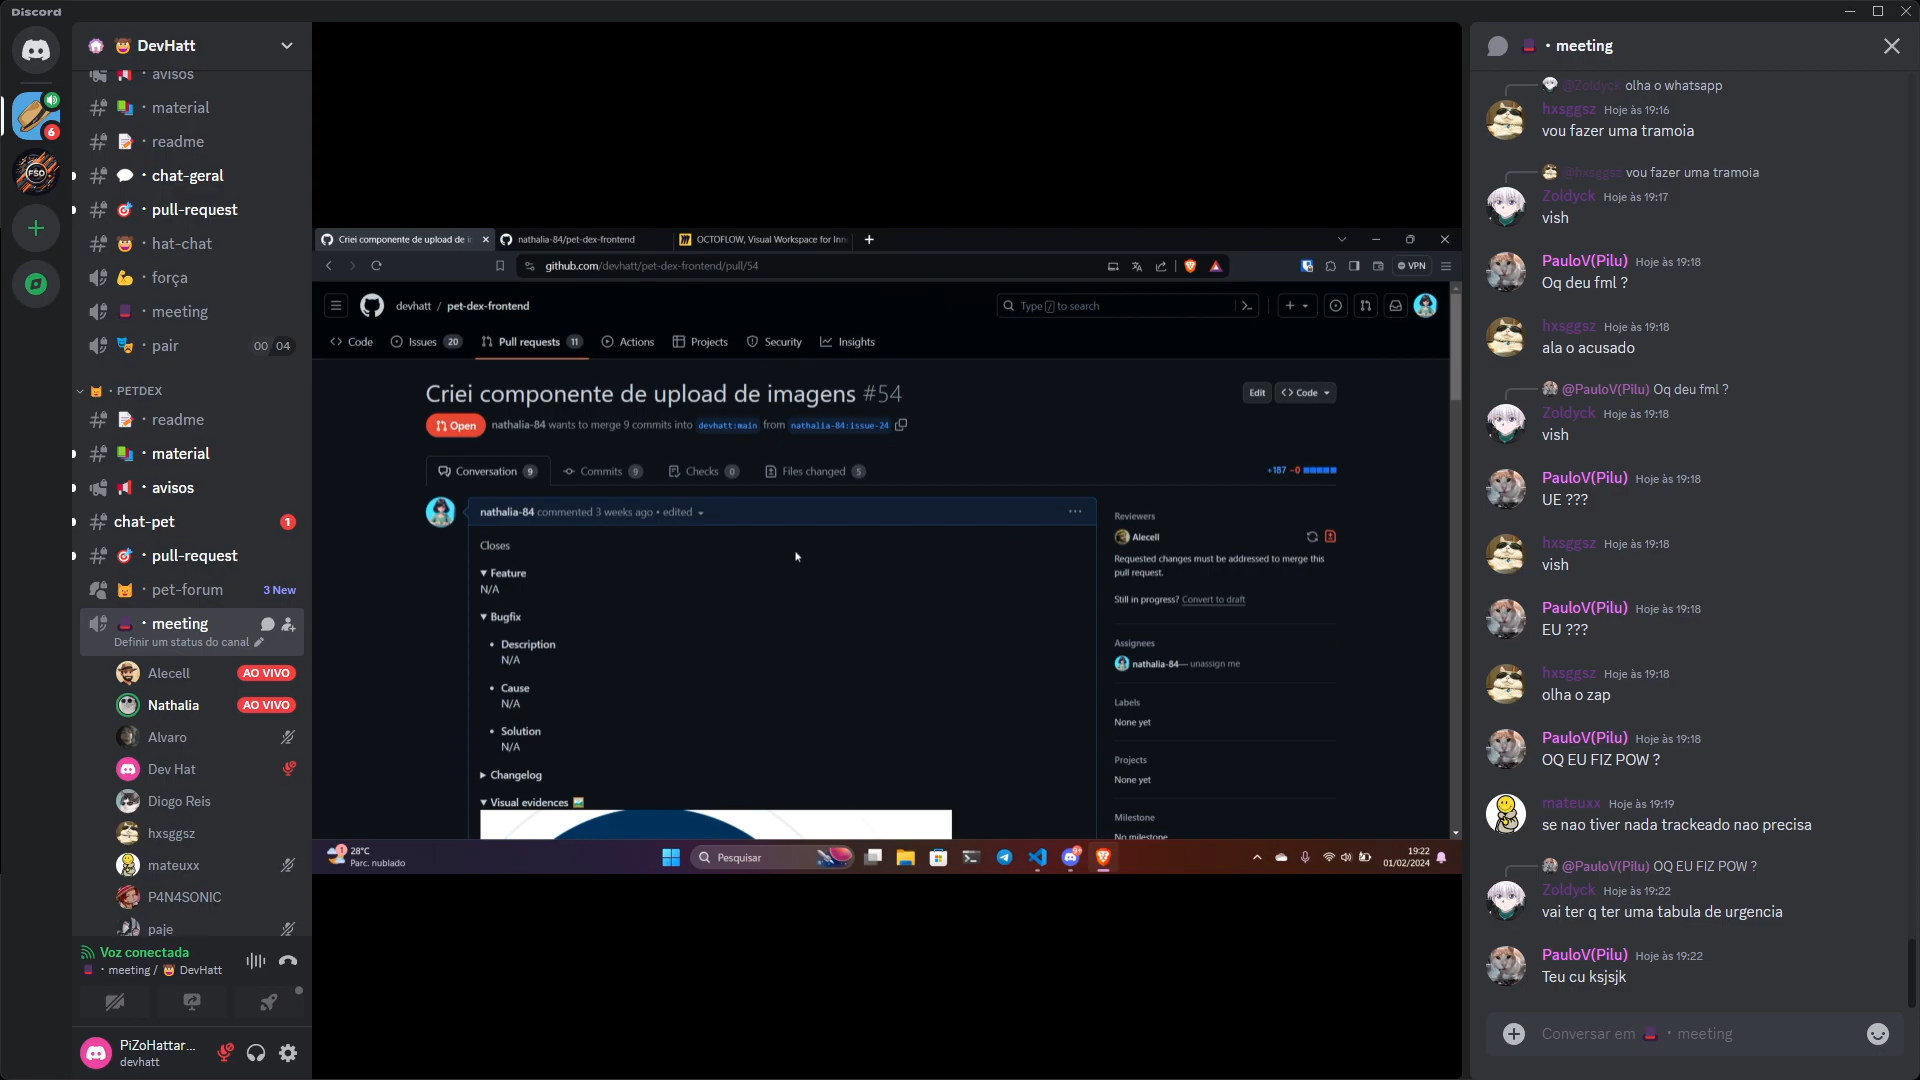 Discord
DevHatt
avisos
material
readme
chat-geral
pull-request
hat-chat
força
meeting
pair
00 04
PETDEX
readme
material
avisos
chat-pet
1
pull-request
pet-forum
3 New
meeting
Definir um status do canal
Alecell
AO VIVO
Nathalia
AO VIVO
Alvaro
Dev Hat
Diogo Reis
hxsggsz
mateuxx
P4N4SONIC
paje
Voz conectada
meeting / DevHatt
PiZoHattar...
devhatt
6
FSO
Criei componente de upload de i
nathalia-84/pet-dex-frontend
OCTOFLOW, Visual Workspace for Inn
github.com/devhatt/pet-dex-frontend/pull/54
VPN
devhatt / pet-dex-frontend
Type / to search
Code
Issues 20
Pull requests 11
Actions
Projects
Security
Insights
Criei componente de upload de imagens #54
Edit
Code
Open
nathalia-84 wants to merge 9 commits into devhatt:main from nathalia-84:issue-24
Conversation 9
Commits 9
Checks 0
Files changed 5
+187 −0
nathalia-84 commented 3 weeks ago • edited
Closes
Feature
N/A
Bugfix
• Description
N/A
• Cause
N/A
• Solution
N/A
Changelog
Visual evidences
Reviewers
Alecell
Requested changes must be addressed to merge this
pull request.
Still in progress? Convert to draft
Assignees
nathalia-84— unassign me
Labels
None yet
Projects
None yet
Milestone
No milestone
28°C
Parc. nublado
Pesquisar
19:22
01/02/2024
meeting
@Zoldyck olha o whatsapp
hxsggsz Hoje às 19:16
vou fazer uma tramoia
@hxsggsz vou fazer uma tramoia
Zoldyck Hoje às 19:17
vish
PauloV(Pilu) Hoje às 19:18
Oq deu fml ?
hxsggsz Hoje às 19:18
ala o acusado
@PauloV(Pilu) Oq deu fml ?
Zoldyck Hoje às 19:18
vish
PauloV(Pilu) Hoje às 19:18
UE ???
hxsggsz Hoje às 19:18
vish
PauloV(Pilu) Hoje às 19:18
EU ???
hxsggsz Hoje às 19:18
olha o zap
PauloV(Pilu) Hoje às 19:18
OQ EU FIZ POW ?
mateuxx Hoje às 19:19
se nao tiver nada trackeado nao precisa
@PauloV(Pilu) OQ EU FIZ POW ?
Zoldyck Hoje às 19:22
vai ter q ter uma tabula de urgencia
PauloV(Pilu) Hoje às 19:22
Teu cu ksjsjk
Conversar em meeting